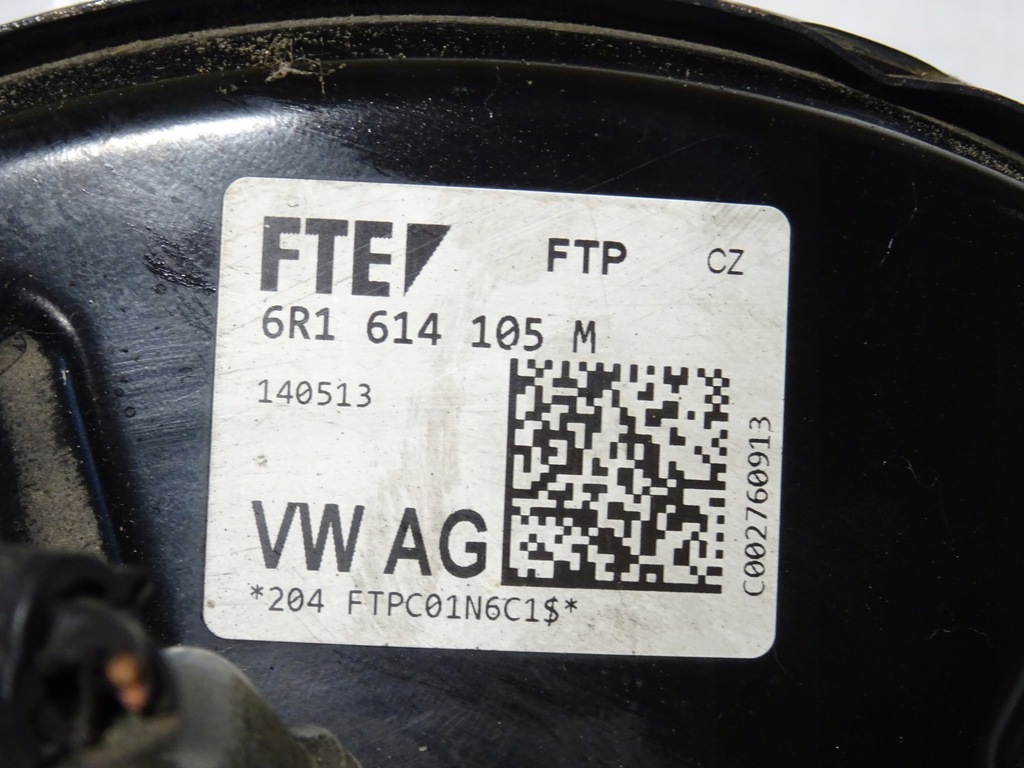 FTE FTP CZ
6R1 614 105 M
140513
VW AG
*204 FTPC01N6C1$*
C002760913